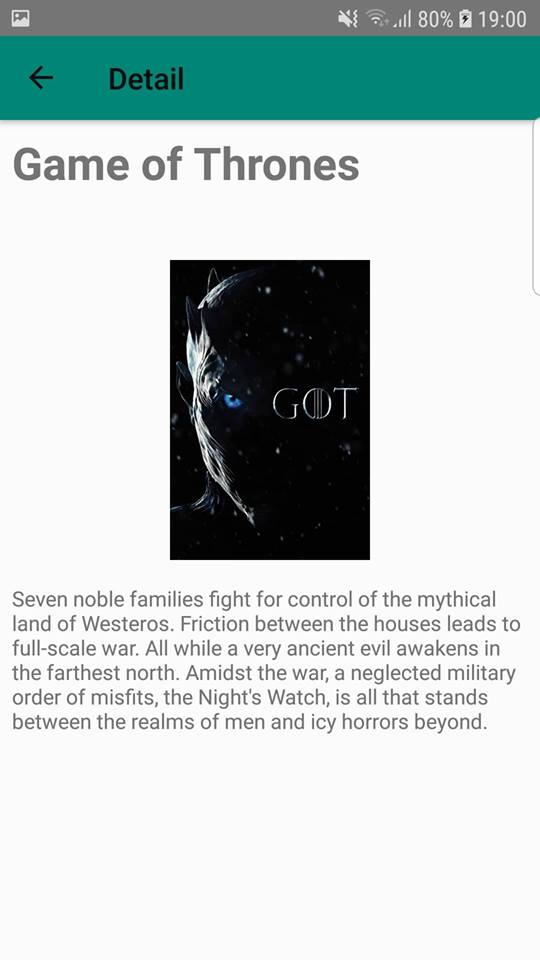 80% 19:00
Detail
Game of Thrones
GOT
Seven noble families fight for control of the mythical
land of Westeros. Friction between the houses leads to
full-scale war. All while a very ancient evil awakens in
the farthest north. Amidst the war, a neglected military
order of misfits, the Night's Watch, is all that stands
between the realms of men and icy horrors beyond.